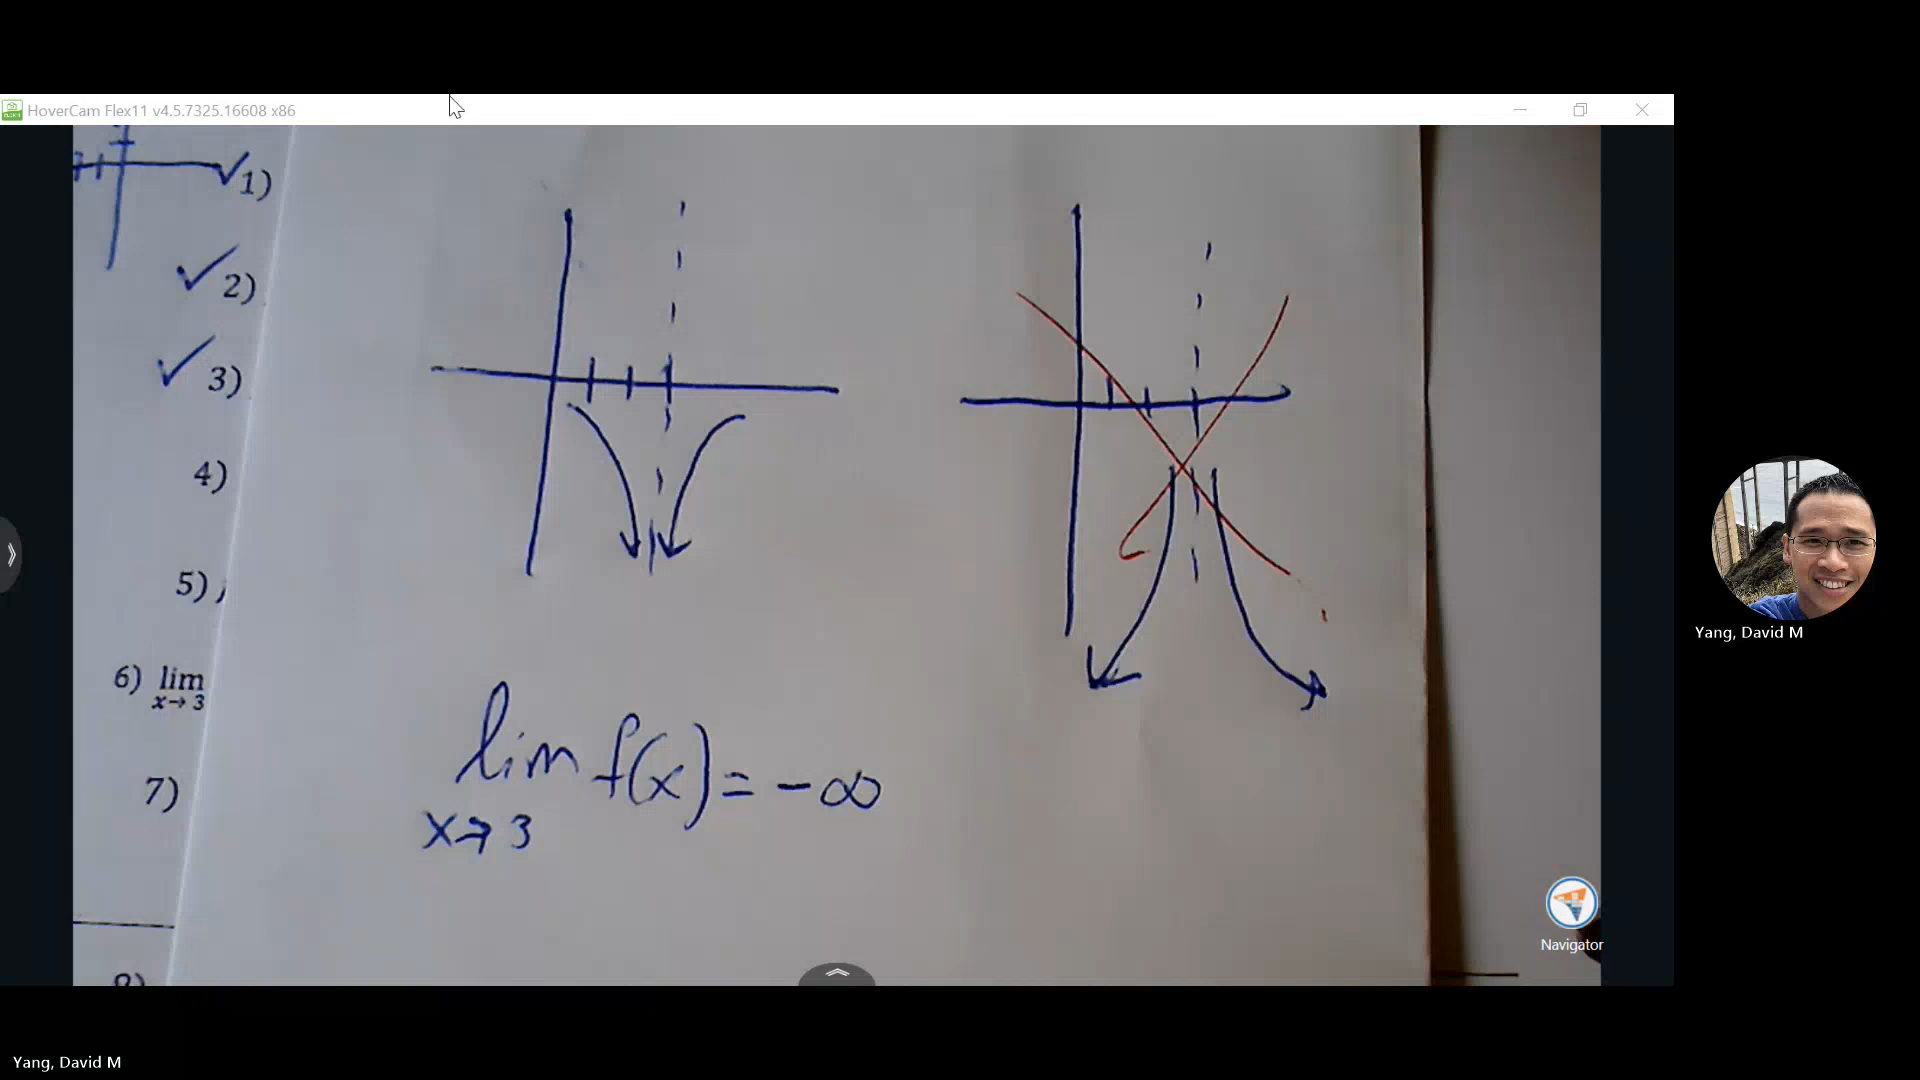 HoverCam Flex11 v4.5.7325.16608 x86
1)
2)
3)
4)
5)
6) lim
x→3
7)
lim f(x) = -∞
x→3
Navigator
Yang, David M
Yang, David M